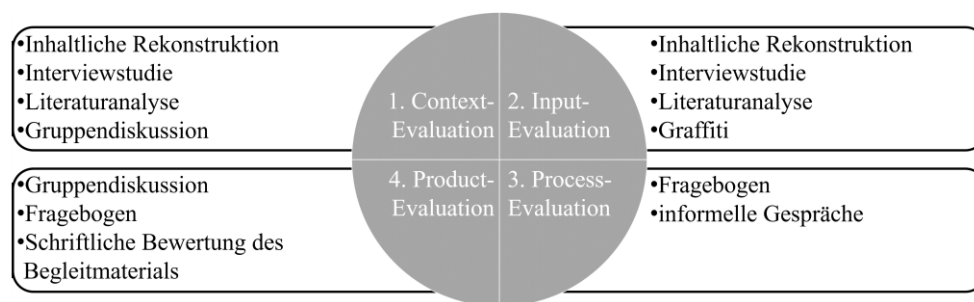 •Inhaltliche Rekonstruktion
•Interviewstudie
•Literaturanalyse
•Gruppendiskussion
1. Context-
Evaluation
2. Input-
Evaluation
•Inhaltliche Rekonstruktion
•Interviewstudie
•Literaturanalyse
•Graffiti
•Gruppendiskussion
•Fragebogen
•Schriftliche Bewertung des
Begleitmaterials
4. Product-
Evaluation
3. Process-
Evaluation
•Fragebogen
•informelle Gespräche